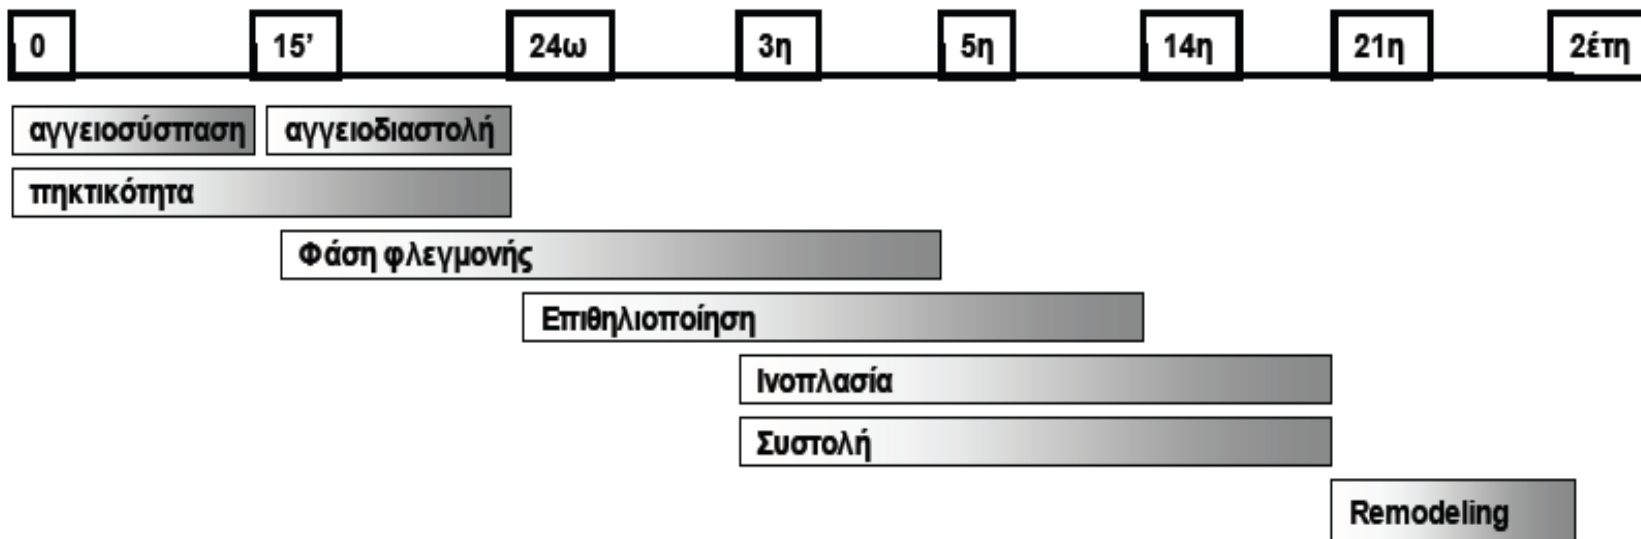 0 15’ 24ω 3η 5η 14η 21η 2έτη
αγγειοσύσπαση αγγειοδιαστολή
πηκτικότητα
Φάση φλεγμονής
Επιθηλιοποίηση
Ινοπλασία
Συστολή
Remodeling